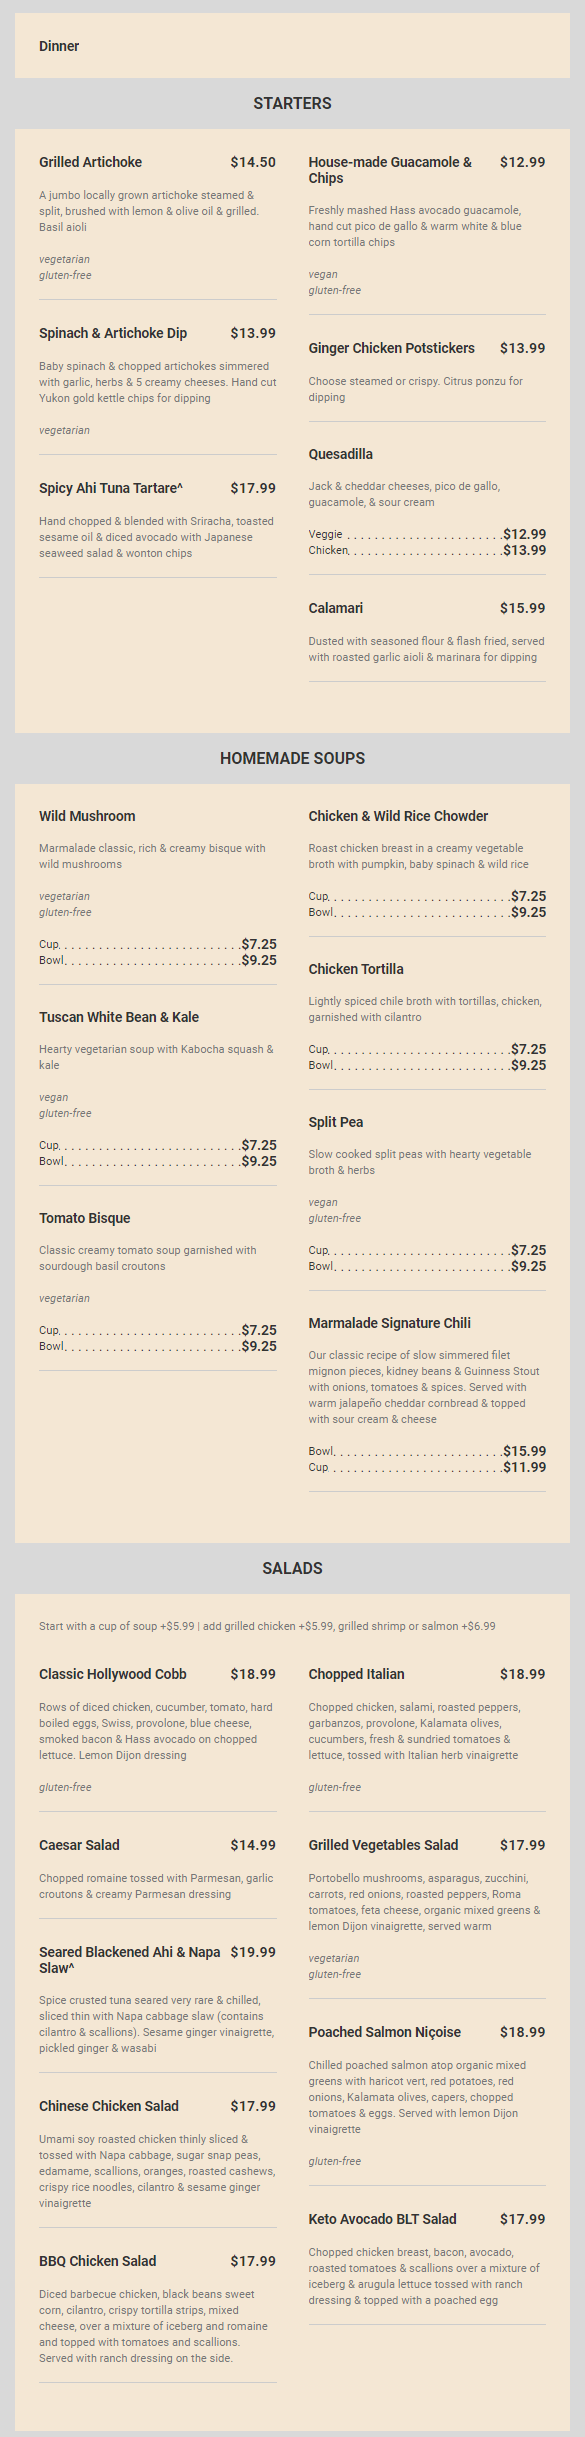 Dinner
STARTERS
Grilled Artichoke $14.50
A jumbo locally grown artichoke steamed &
split, brushed with lemon & olive oil & grilled.
Basil aioli
vegetarian
gluten-free
Spinach & Artichoke Dip $13.99
Baby spinach & chopped artichokes simmered
with garlic, herbs & 5 creamy cheeses. Hand cut
Yukon gold kettle chips for dipping
vegetarian
Spicy Ahi Tuna Tartare^ $17.99
Hand chopped & blended with Sriracha, toasted
sesame oil & diced avocado with Japanese
seaweed salad & wonton chips
House-made Guacamole & $12.99
Chips
Freshly mashed Hass avocado guacamole,
hand cut pico de gallo & warm white & blue
corn tortilla chips
vegan
gluten-free
Ginger Chicken Potstickers $13.99
Choose steamed or crispy. Citrus ponzu for
dipping
Quesadilla
Jack & cheddar cheeses, pico de gallo,
guacamole, & sour cream
Veggie . . . . . . . . . . . . . . . . . . . . . . . . . . $12.99
Chicken. . . . . . . . . . . . . . . . . . . . . . . . . . $13.99
Calamari $15.99
Dusted with seasoned flour & flash fried, served
with roasted garlic aioli & marinara for dipping
HOMEMADE SOUPS
Wild Mushroom
Marmalade classic, rich & creamy bisque with
wild mushrooms
vegetarian
gluten-free
Cup. . . . . . . . . . . . . . . . . . . . . . . . . . . . . . $7.25
Bowl. . . . . . . . . . . . . . . . . . . . . . . . . . . . . $9.25
Tuscan White Bean & Kale
Hearty vegetarian soup with Kabocha squash &
kale
vegan
gluten-free
Cup. . . . . . . . . . . . . . . . . . . . . . . . . . . . . . $7.25
Bowl. . . . . . . . . . . . . . . . . . . . . . . . . . . . . $9.25
Tomato Bisque
Classic creamy tomato soup garnished with
sourdough basil croutons
vegetarian
Cup. . . . . . . . . . . . . . . . . . . . . . . . . . . . . . $7.25
Bowl. . . . . . . . . . . . . . . . . . . . . . . . . . . . . $9.25
Chicken & Wild Rice Chowder
Roast chicken breast in a creamy vegetable
broth with pumpkin, baby spinach & wild rice
Cup. . . . . . . . . . . . . . . . . . . . . . . . . . . . . . $7.25
Bowl. . . . . . . . . . . . . . . . . . . . . . . . . . . . . $9.25
Chicken Tortilla
Lightly spiced chile broth with tortillas, chicken,
garnished with cilantro
Cup. . . . . . . . . . . . . . . . . . . . . . . . . . . . . . $7.25
Bowl. . . . . . . . . . . . . . . . . . . . . . . . . . . . . $9.25
Split Pea
Slow cooked split peas with hearty vegetable
broth & herbs
vegan
gluten-free
Cup. . . . . . . . . . . . . . . . . . . . . . . . . . . . . . $7.25
Bowl. . . . . . . . . . . . . . . . . . . . . . . . . . . . . $9.25
Marmalade Signature Chili
Our classic recipe of slow simmered filet
mignon pieces, kidney beans & Guinness Stout
with onions, tomatoes & spices. Served with
warm jalapeño cheddar cornbread & topped
with sour cream & cheese
Bowl. . . . . . . . . . . . . . . . . . . . . . . . . . . . $15.99
Cup . . . . . . . . . . . . . . . . . . . . . . . . . . . . $11.99
SALADS
Start with a cup of soup +$5.99 | add grilled chicken +$5.99, grilled shrimp or salmon +$6.99
Classic Hollywood Cobb $18.99
Rows of diced chicken, cucumber, tomato, hard
boiled eggs, Swiss, provolone, blue cheese,
smoked bacon & Hass avocado on chopped
lettuce. Lemon Dijon dressing
gluten-free
Caesar Salad $14.99
Chopped romaine tossed with Parmesan, garlic
croutons & creamy Parmesan dressing
Seared Blackened Ahi & Napa $19.99
Slaw^
Spice crusted tuna seared very rare & chilled,
sliced thin with Napa cabbage slaw (contains
cilantro & scallions). Sesame ginger vinaigrette,
pickled ginger & wasabi
Chinese Chicken Salad $17.99
Umami soy roasted chicken thinly sliced &
tossed with Napa cabbage, sugar snap peas,
edamame, scallions, oranges, roasted cashews,
crispy rice noodles, cilantro & sesame ginger
vinaigrette
BBQ Chicken Salad $17.99
Diced barbecue chicken, black beans sweet
corn, cilantro, crispy tortilla strips, mixed
cheese, over a mixture of iceberg and romaine
and topped with tomatoes and scallions.
Served with ranch dressing on the side.
Chopped Italian $18.99
Chopped chicken, salami, roasted peppers,
garbanzos, provolone, Kalamata olives,
cucumbers, fresh & sundried tomatoes &
lettuce, tossed with Italian herb vinaigrette
gluten-free
Grilled Vegetables Salad $17.99
Portobello mushrooms, asparagus, zucchini,
carrots, red onions, roasted peppers, Roma
tomatoes, feta cheese, organic mixed greens &
lemon Dijon vinaigrette, served warm
vegetarian
gluten-free
Poached Salmon Niçoise $18.99
Chilled poached salmon atop organic mixed
greens with haricot vert, red potatoes, red
onions, Kalamata olives, capers, chopped
tomatoes & eggs. Served with lemon Dijon
vinaigrette
gluten-free
Keto Avocado BLT Salad $17.99
Chopped chicken breast, bacon, avocado,
roasted tomatoes & scallions over a mixture of
iceberg & arugula lettuce tossed with ranch
dressing & topped with a poached egg